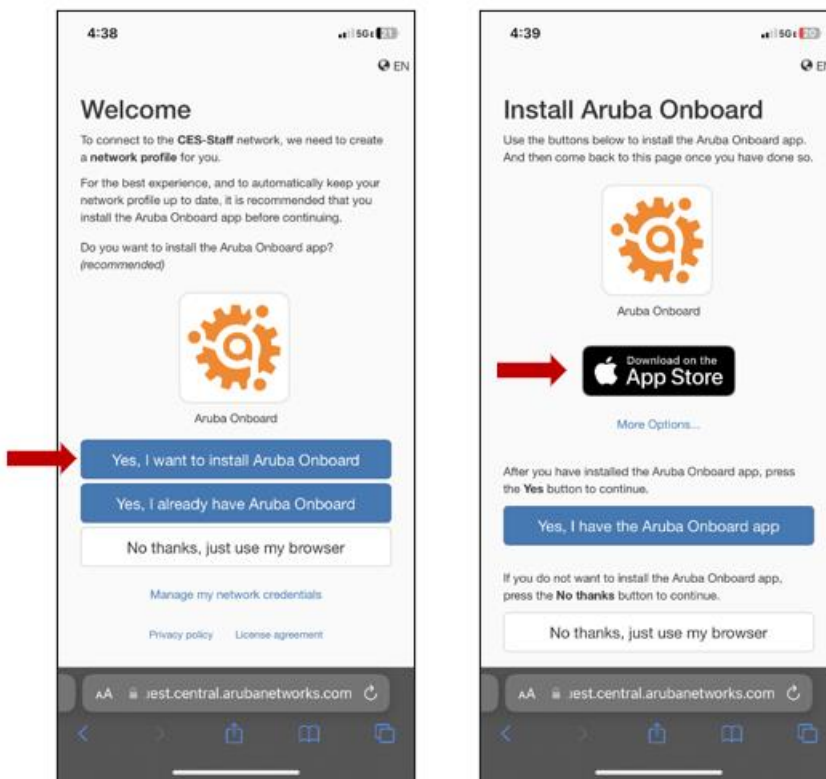 4:38
5GE 21
EN
Welcome
To connect to the CES-Staff network, we need to create
a network profile for you.
For the best experience, and to automatically keep your
network profile up to date, it is recommended that you
install the Aruba Onboard app before continuing.
Do you want to install the Aruba Onboard app?
(recommended)
Aruba Onboard
Yes, I want to install Aruba Onboard
Yes, I already have Aruba Onboard
No thanks, just use my browser
Manage my network credentials
Privacy policy License agreement
AA .central.arubanetworks.com
4:39
5GE 20
EN
Install Aruba Onboard
Use the buttons below to install the Aruba Onboard app.
And then come back to this page once you have done so.
Aruba Onboard
Download on the
App Store
More Options...
After you have installed the Aruba Onboard app, press
the Yes button to continue.
Yes, I have the Aruba Onboard app
If you do not want to install the Aruba Onboard app,
press the No thanks button to continue.
No thanks, just use my browser
AA .central.arubanetworks.com